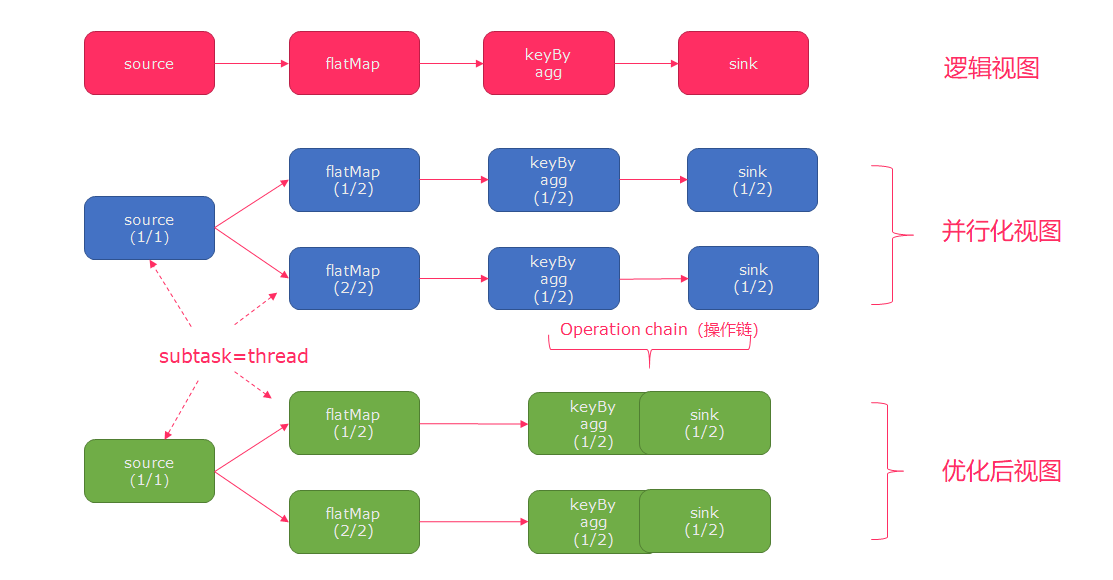 source
flatMap
keyBy
agg
sink
逻辑视图
source
(1/1)
flatMap
(1/2)
keyBy
agg
(1/2)
sink
(1/2)
flatMap
(2/2)
keyBy
agg
(1/2)
sink
(1/2)
并行化视图
Operation chain（操作链）
subtask=thread
source
(1/1)
flatMap
(1/2)
keyBy
agg
(1/2)
sink
(1/2)
flatMap
(2/2)
keyBy
agg
(1/2)
sink
(1/2)
优化后视图